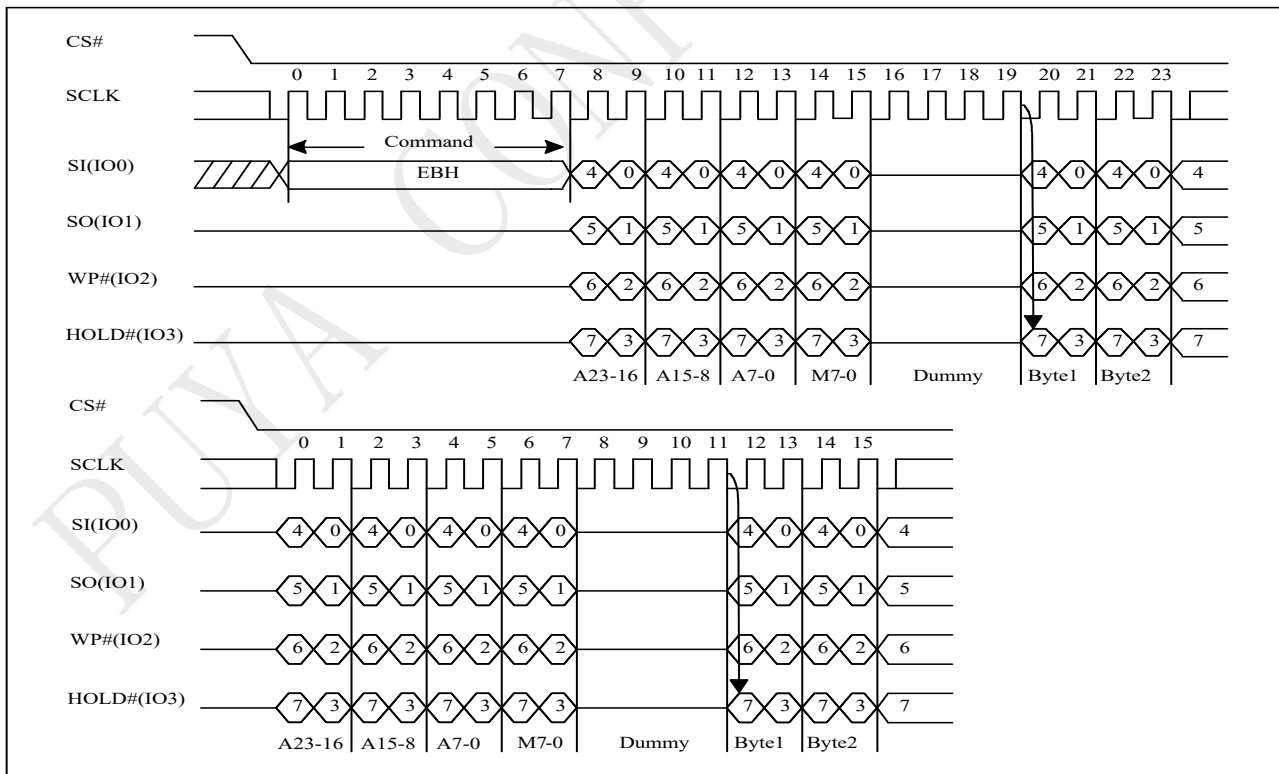 CS#
0 1 2 3 4 5 6 7 8 9 10 11 12 13 14 15 16 17 18 19 20 21 22 23
SCLK
Command
SI(IO0) EBH 4 0 4 0 4 0 4 0 4 0 4 0 4
SO(IO1) 5 1 5 1 5 1 5 1 5 1 5 1 5
WP#(IO2) 6 2 6 2 6 2 6 2 6 2 6 2 6
HOLD#(IO3) 7 3 7 3 7 3 7 3 7 3 7 3 7
A23-16 A15-8 A7-0 M7-0 Dummy Byte1 Byte2
CS#
0 1 2 3 4 5 6 7 8 9 10 11 12 13 14 15
SCLK
SI(IO0) 4 0 4 0 4 0 4 0 4 0 4 0 4
SO(IO1) 5 1 5 1 5 1 5 1 5 1 5 1 5
WP#(IO2) 6 2 6 2 6 2 6 2 6 2 6 2 6
HOLD#(IO3) 7 3 7 3 7 3 7 3 7 3 7 3 7
A23-16 A15-8 A7-0 M7-0 Dummy Byte1 Byte2
PUYA CON